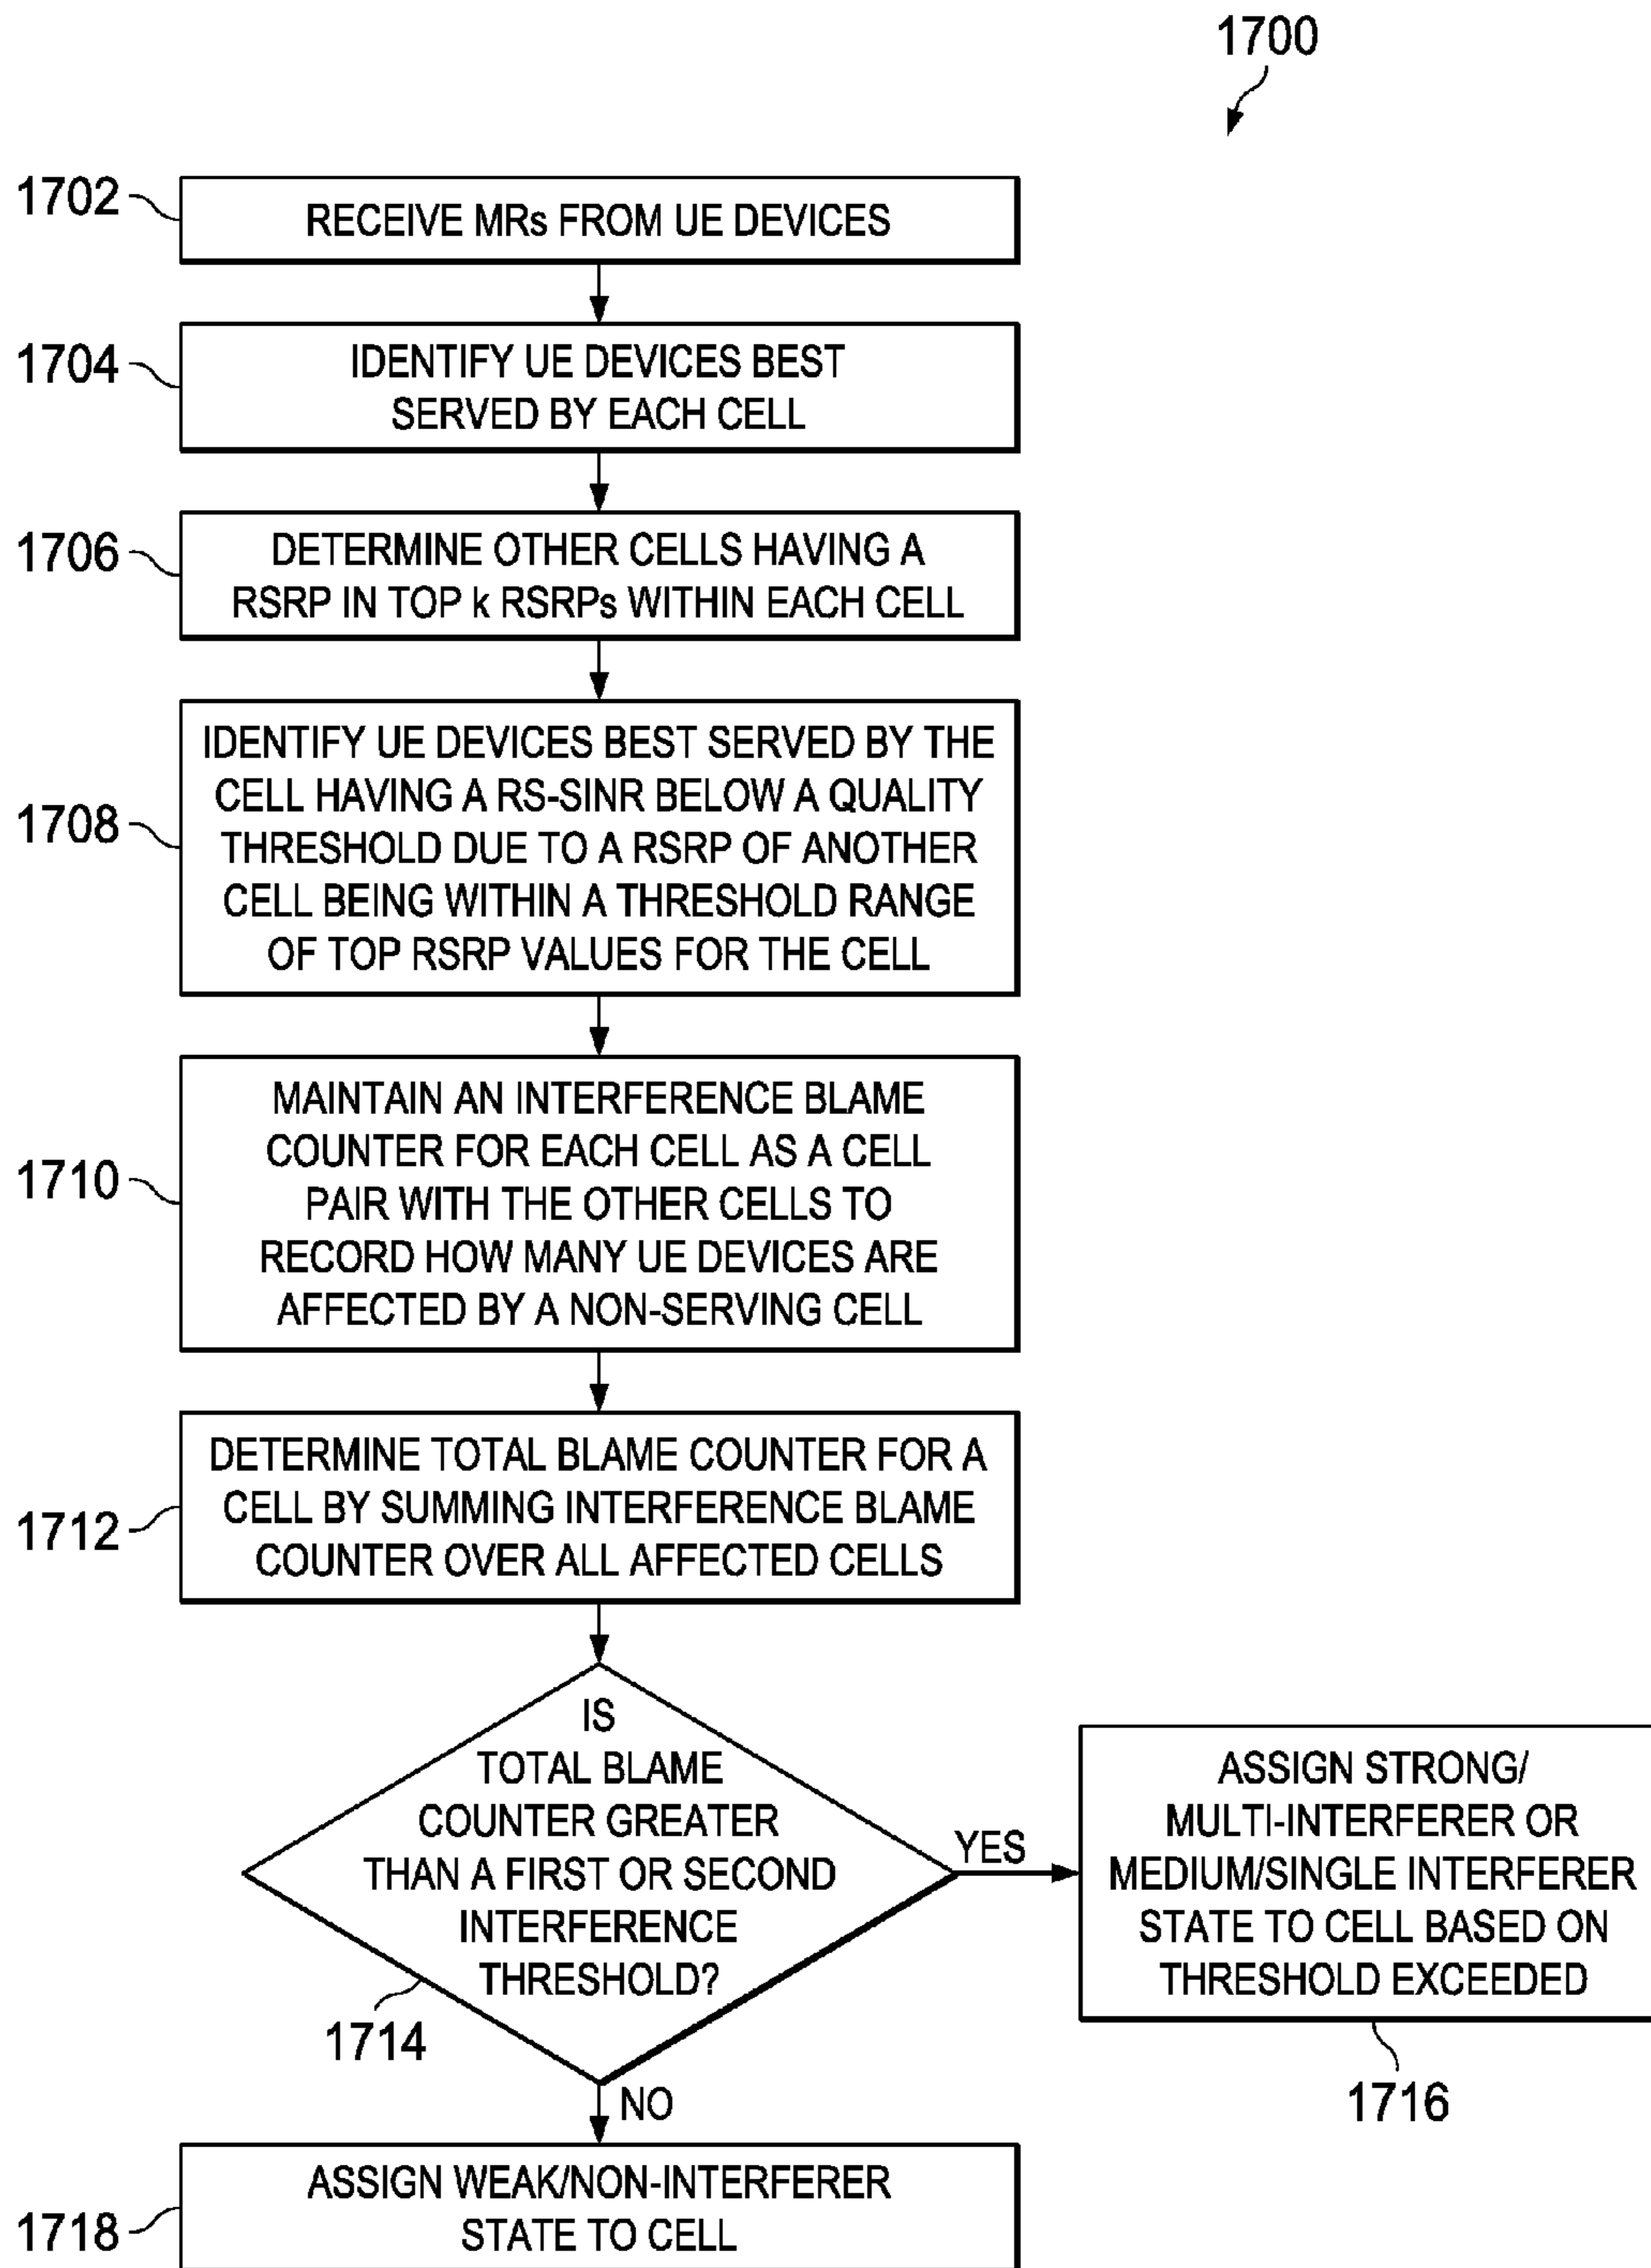 1700
1702
RECEIVE MRs FROM UE DEVICES
1704
IDENTIFY UE DEVICES BEST
SERVED BY EACH CELL
1706
DETERMINE OTHER CELLS HAVING A
RSRP IN TOP k RSRPs WITHIN EACH CELL
1708
IDENTIFY UE DEVICES BEST SERVED BY THE
CELL HAVING A RS-SINR BELOW A QUALITY
THRESHOLD DUE TO A RSRP OF ANOTHER
CELL BEING WITHIN A THRESHOLD RANGE
OF TOP RSRP VALUES FOR THE CELL
1710
MAINTAIN AN INTERFERENCE BLAME
COUNTER FOR EACH CELL AS A CELL
PAIR WITH THE OTHER CELLS TO
RECORD HOW MANY UE DEVICES ARE
AFFECTED BY A NON-SERVING CELL
1712
DETERMINE TOTAL BLAME COUNTER FOR A
CELL BY SUMMING INTERFERENCE BLAME
COUNTER OVER ALL AFFECTED CELLS
IS
TOTAL BLAME
COUNTER GREATER
THAN A FIRST OR SECOND
INTERFERENCE
THRESHOLD?
1714
YES
ASSIGN STRONG/
MULTI-INTERFERER OR
MEDIUM/SINGLE INTERFERER
STATE TO CELL BASED ON
THRESHOLD EXCEEDED
1716
NO
1718
ASSIGN WEAK/NON-INTERFERER
STATE TO CELL